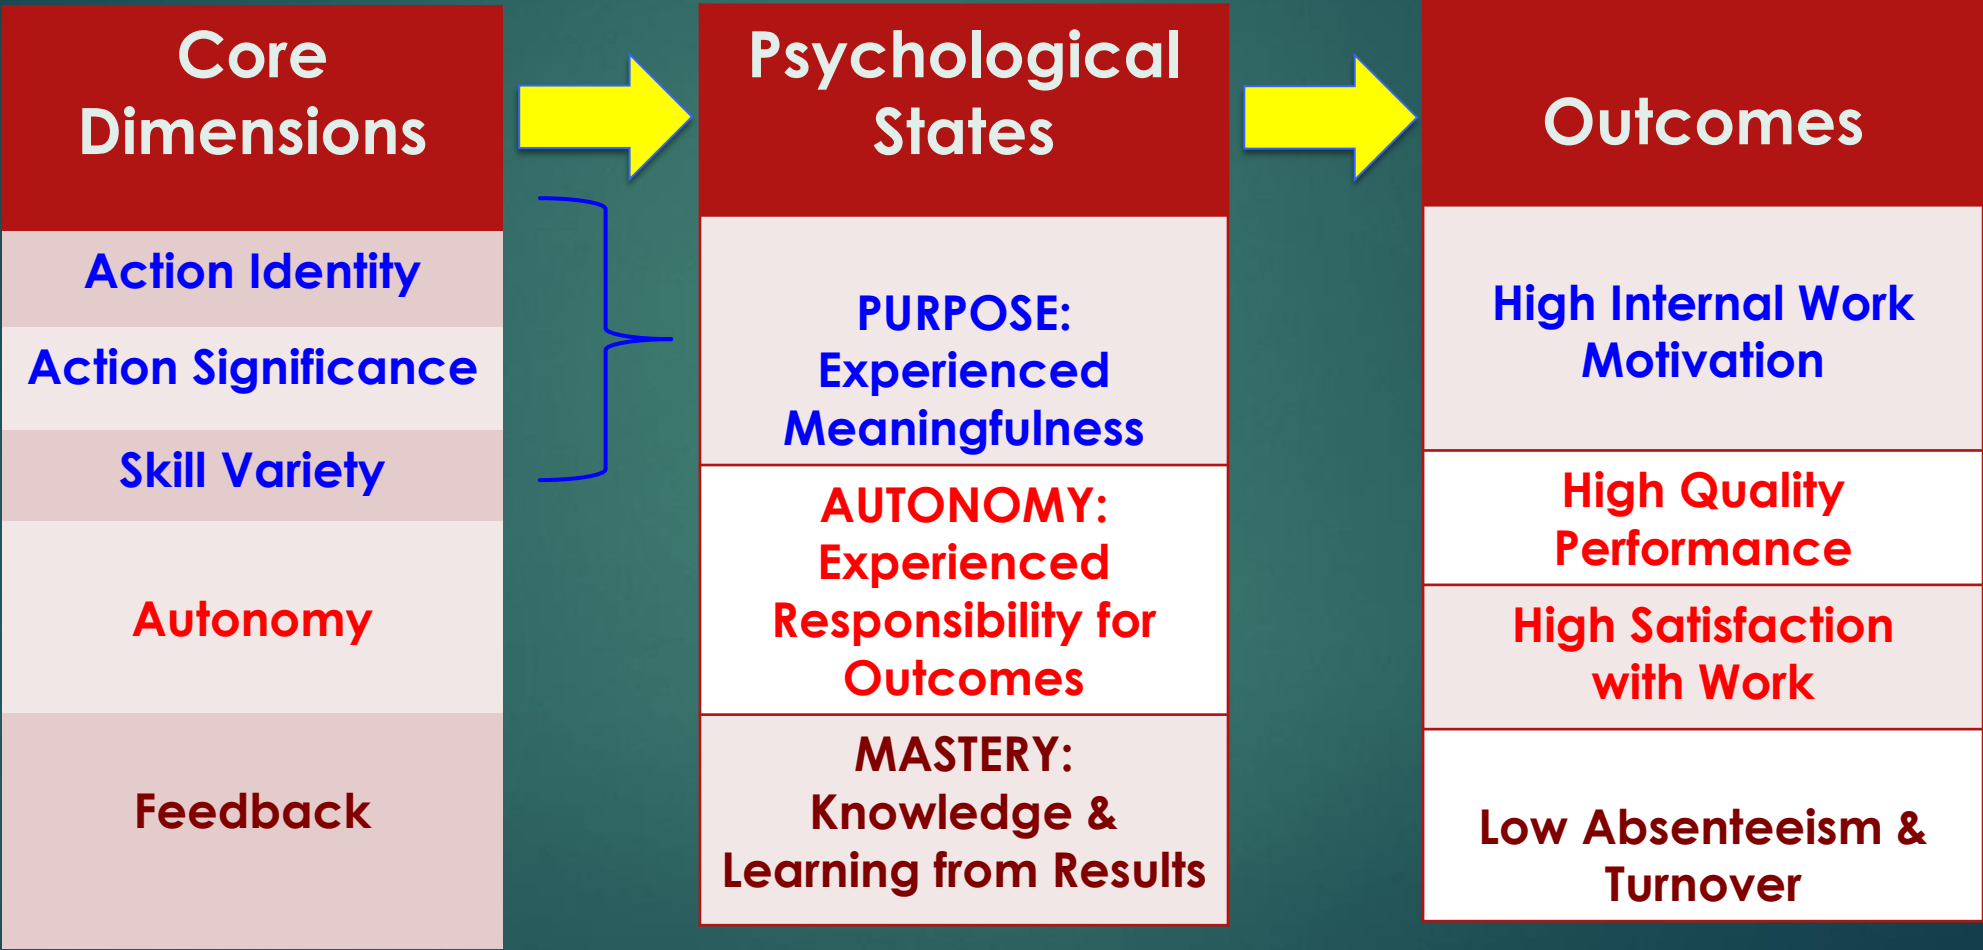 Core
Dimensions
Action Identity
Action Significance
Skill Variety
Autonomy
Feedback
Psychological
States
PURPOSE:
Experienced
Meaningfulness
AUTONOMY:
Experienced
Responsibility for
Outcomes
MASTERY:
Knowledge &
Learning from Results
Outcomes
High Internal Work
Motivation
High Quality
Performance
High Satisfaction
with Work
Low Absenteeism &
Turnover